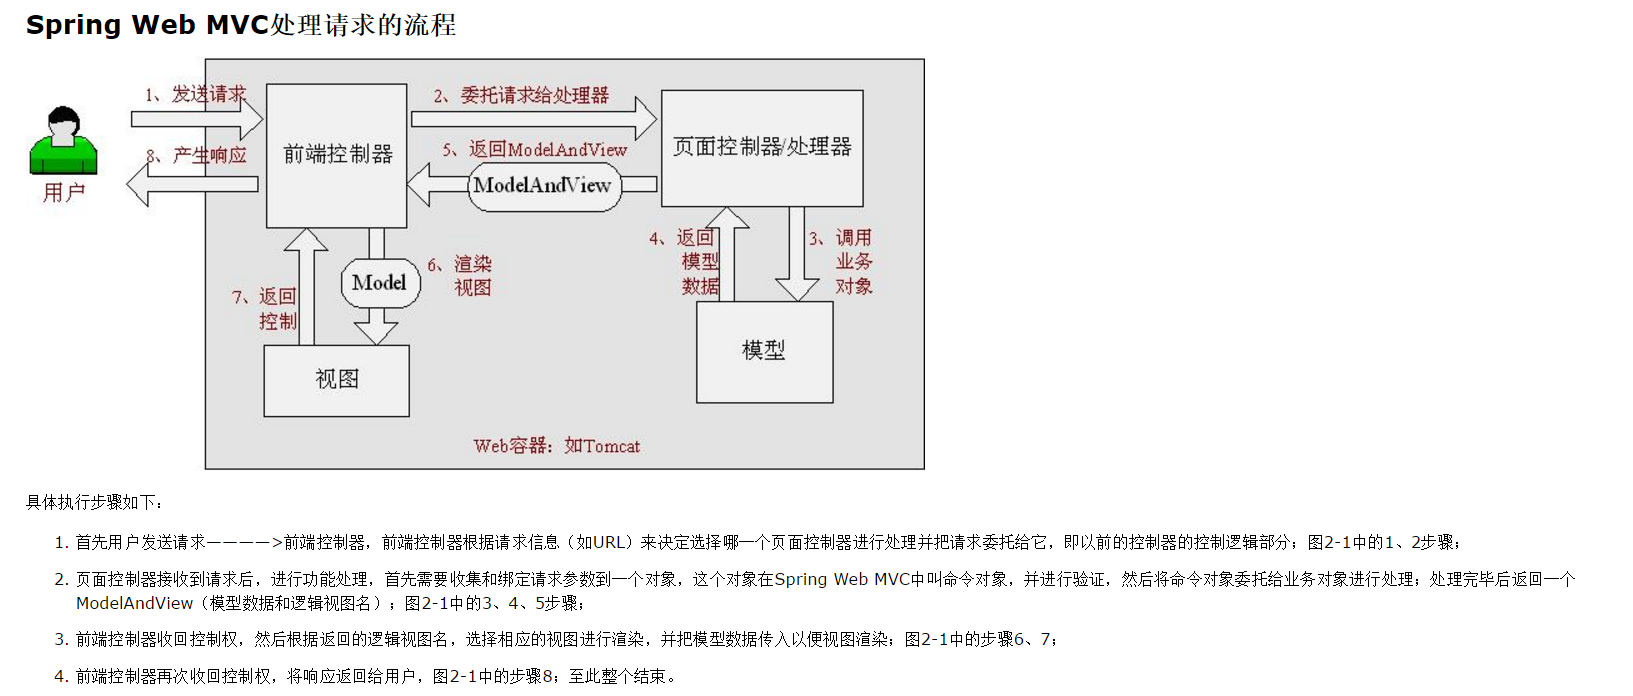 Spring Web MVC处理请求的流程
1、发送请求
2、委托请求给处理器
8、产生响应
前端控制器
5、返回ModelAndView
页面控制器/处理器
用户
ModelAndView
4、返回
模型
数据
3、调用
业务
对象
6、渲染
视图
Model
7、返回
控制
模型
视图
Web容器：如Tomcat
具体执行步骤如下：
1. 首先用户发送请求————>前端控制器，前端控制器根据请求信息（如URL）来决定选择哪一个页面控制器进行处理并把请求委托给它，即以前的控制器的控制逻辑部分；图2-1中的1、2步骤；
2. 页面控制器接收到请求后，进行功能处理，首先需要收集和绑定请求参数到一个对象，这个对象在Spring Web MVC中叫命令对象，并进行验证，然后将命令对象委托给业务对象进行处理；处理完毕后返回一个
ModelAndView（模型数据和逻辑视图名）；图2-1中的3、4、5步骤；
3. 前端控制器收回控制权，然后根据返回的逻辑视图名，选择相应的视图进行渲染，并把模型数据传入以便视图渲染；图2-1中的步骤6、7；
4. 前端控制器再次收回控制权，将响应返回给用户，图2-1中的步骤8；至此整个结束。